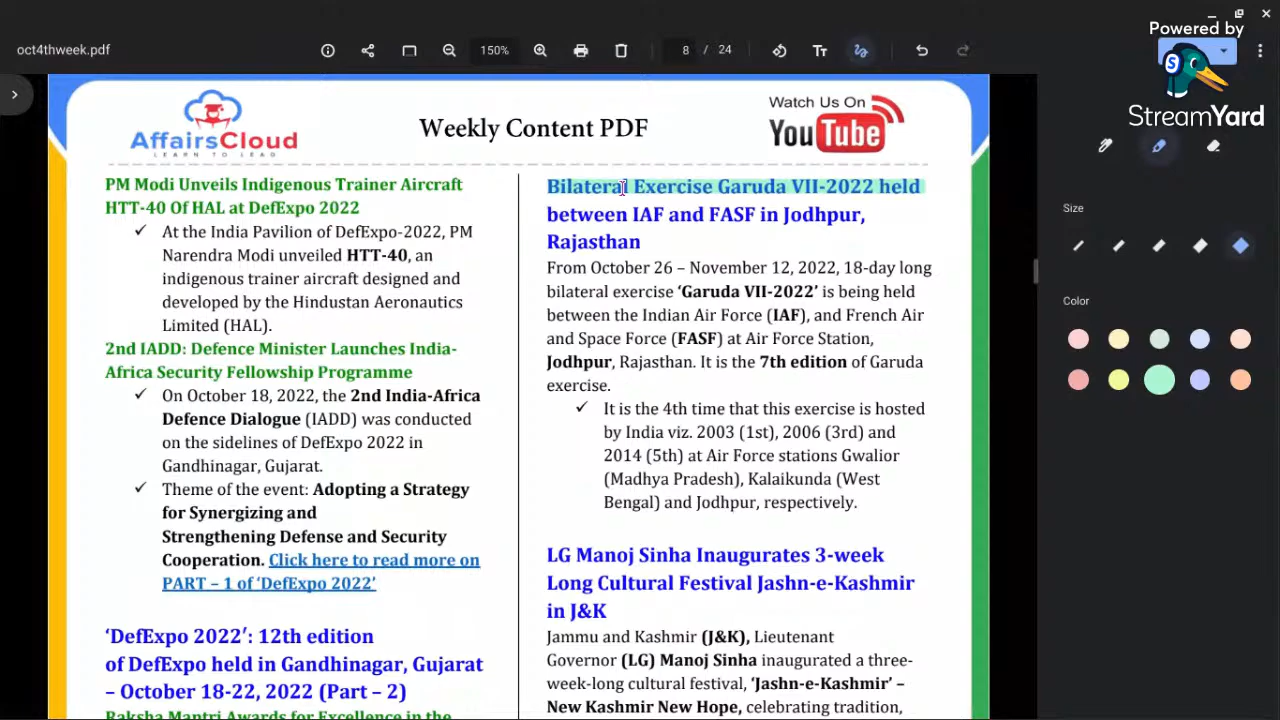 oct4thweek.pdf
150%
8 / 24
Powered by
StreamYard
AffairsCloud
LEARN TO LEAD
Weekly Content PDF
Watch Us On
YouTube
PM Modi Unveils Indigenous Trainer Aircraft
HTT-40 Of HAL at DefExpo 2022
✓ At the India Pavilion of DefExpo-2022, PM
Narendra Modi unveiled HTT-40, an
indigenous trainer aircraft designed and
developed by the Hindustan Aeronautics
Limited (HAL).
2nd IADD: Defence Minister Launches India-
Africa Security Fellowship Programme
✓ On October 18, 2022, the 2nd India-Africa
Defence Dialogue (IADD) was conducted
on the sidelines of DefExpo 2022 in
Gandhinagar, Gujarat.
✓ Theme of the event: Adopting a Strategy
for Synergizing and
Strengthening Defense and Security
Cooperation. Click here to read more on
PART – 1 of ‘DefExpo 2022’
‘DefExpo 2022′: 12th edition
of DefExpo held in Gandhinagar, Gujarat
– October 18-22, 2022 (Part – 2)
Raksha Mantri Awards for Excellence in the
Bilateral Exercise Garuda VII-2022 held
between IAF and FASF in Jodhpur,
Rajasthan
From October 26 – November 12, 2022, 18-day long
bilateral exercise ‘Garuda VII-2022’ is being held
between the Indian Air Force (IAF), and French Air
and Space Force (FASF) at Air Force Station,
Jodhpur, Rajasthan. It is the 7th edition of Garuda
exercise.
✓ It is the 4th time that this exercise is hosted
by India viz. 2003 (1st), 2006 (3rd) and
2014 (5th) at Air Force stations Gwalior
(Madhya Pradesh), Kalaikunda (West
Bengal) and Jodhpur, respectively.
LG Manoj Sinha Inaugurates 3-week
Long Cultural Festival Jashn-e-Kashmir
in J&K
Jammu and Kashmir (J&K), Lieutenant
Governor (LG) Manoj Sinha inaugurated a three-
week-long cultural festival, ‘Jashn-e-Kashmir’ –
New Kashmir New Hope, celebrating tradition,
Size
Color